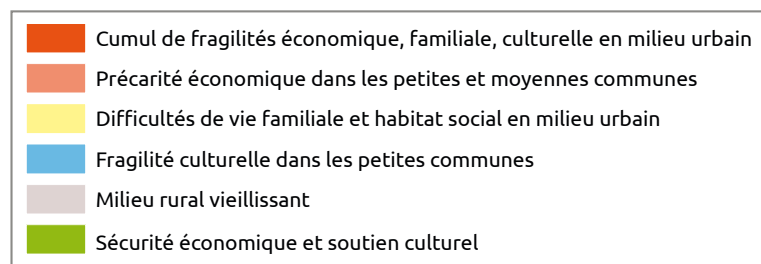 Cumul de fragilités économique, familiale, culturelle en milieu urbain
Précarité économique dans les petites et moyennes communes
Difficultés de vie familiale et habitat social en milieu urbain
Fragilité culturelle dans les petites communes
Milieu rural vieillissant
Sécurité économique et soutien culturel